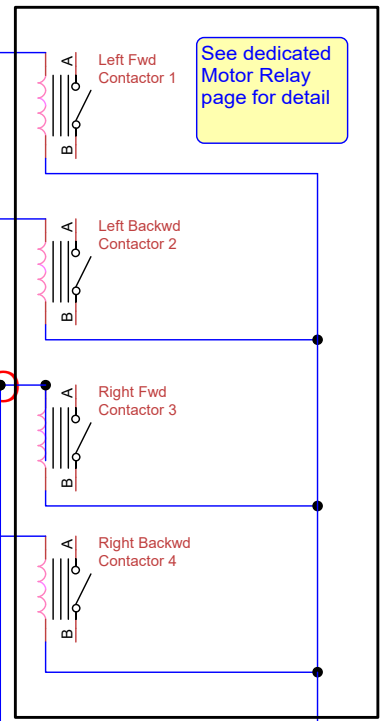 A
Left Fwd
Contactor 1
B
See dedicated
Motor Relay
page for detail
A
Left Backwd
Contactor 2
B
A
Right Fwd
Contactor 3
B
A
Right Backwd
Contactor 4
B